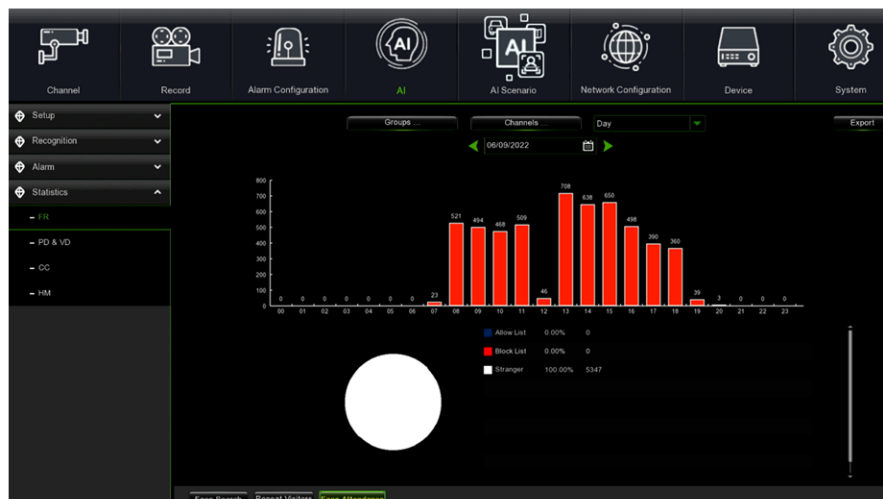 Channel Record Alarm Configuration AI AI Scenario Network Configuration Device System
AI
AI
Setup
Recognition
Alarm
Statistics
FR
PD & VD
CC
HM
Groups ... Channels ... Day Export
06/09/2022
800
700
600
500
400
300
200
100
0
0 0 0 0 0 0 0 23 521 494 468 509 46 708 638 650 498 390 360 39 3 0 0 0
00 01 02 03 04 05 06 07 08 09 10 11 12 13 14 15 16 17 18 19 20 21 22 23
Allow List 0.00% 0
Block List 0.00% 0
Stranger 100.00% 5347
Face Search Repeat Visitors Face Attendance